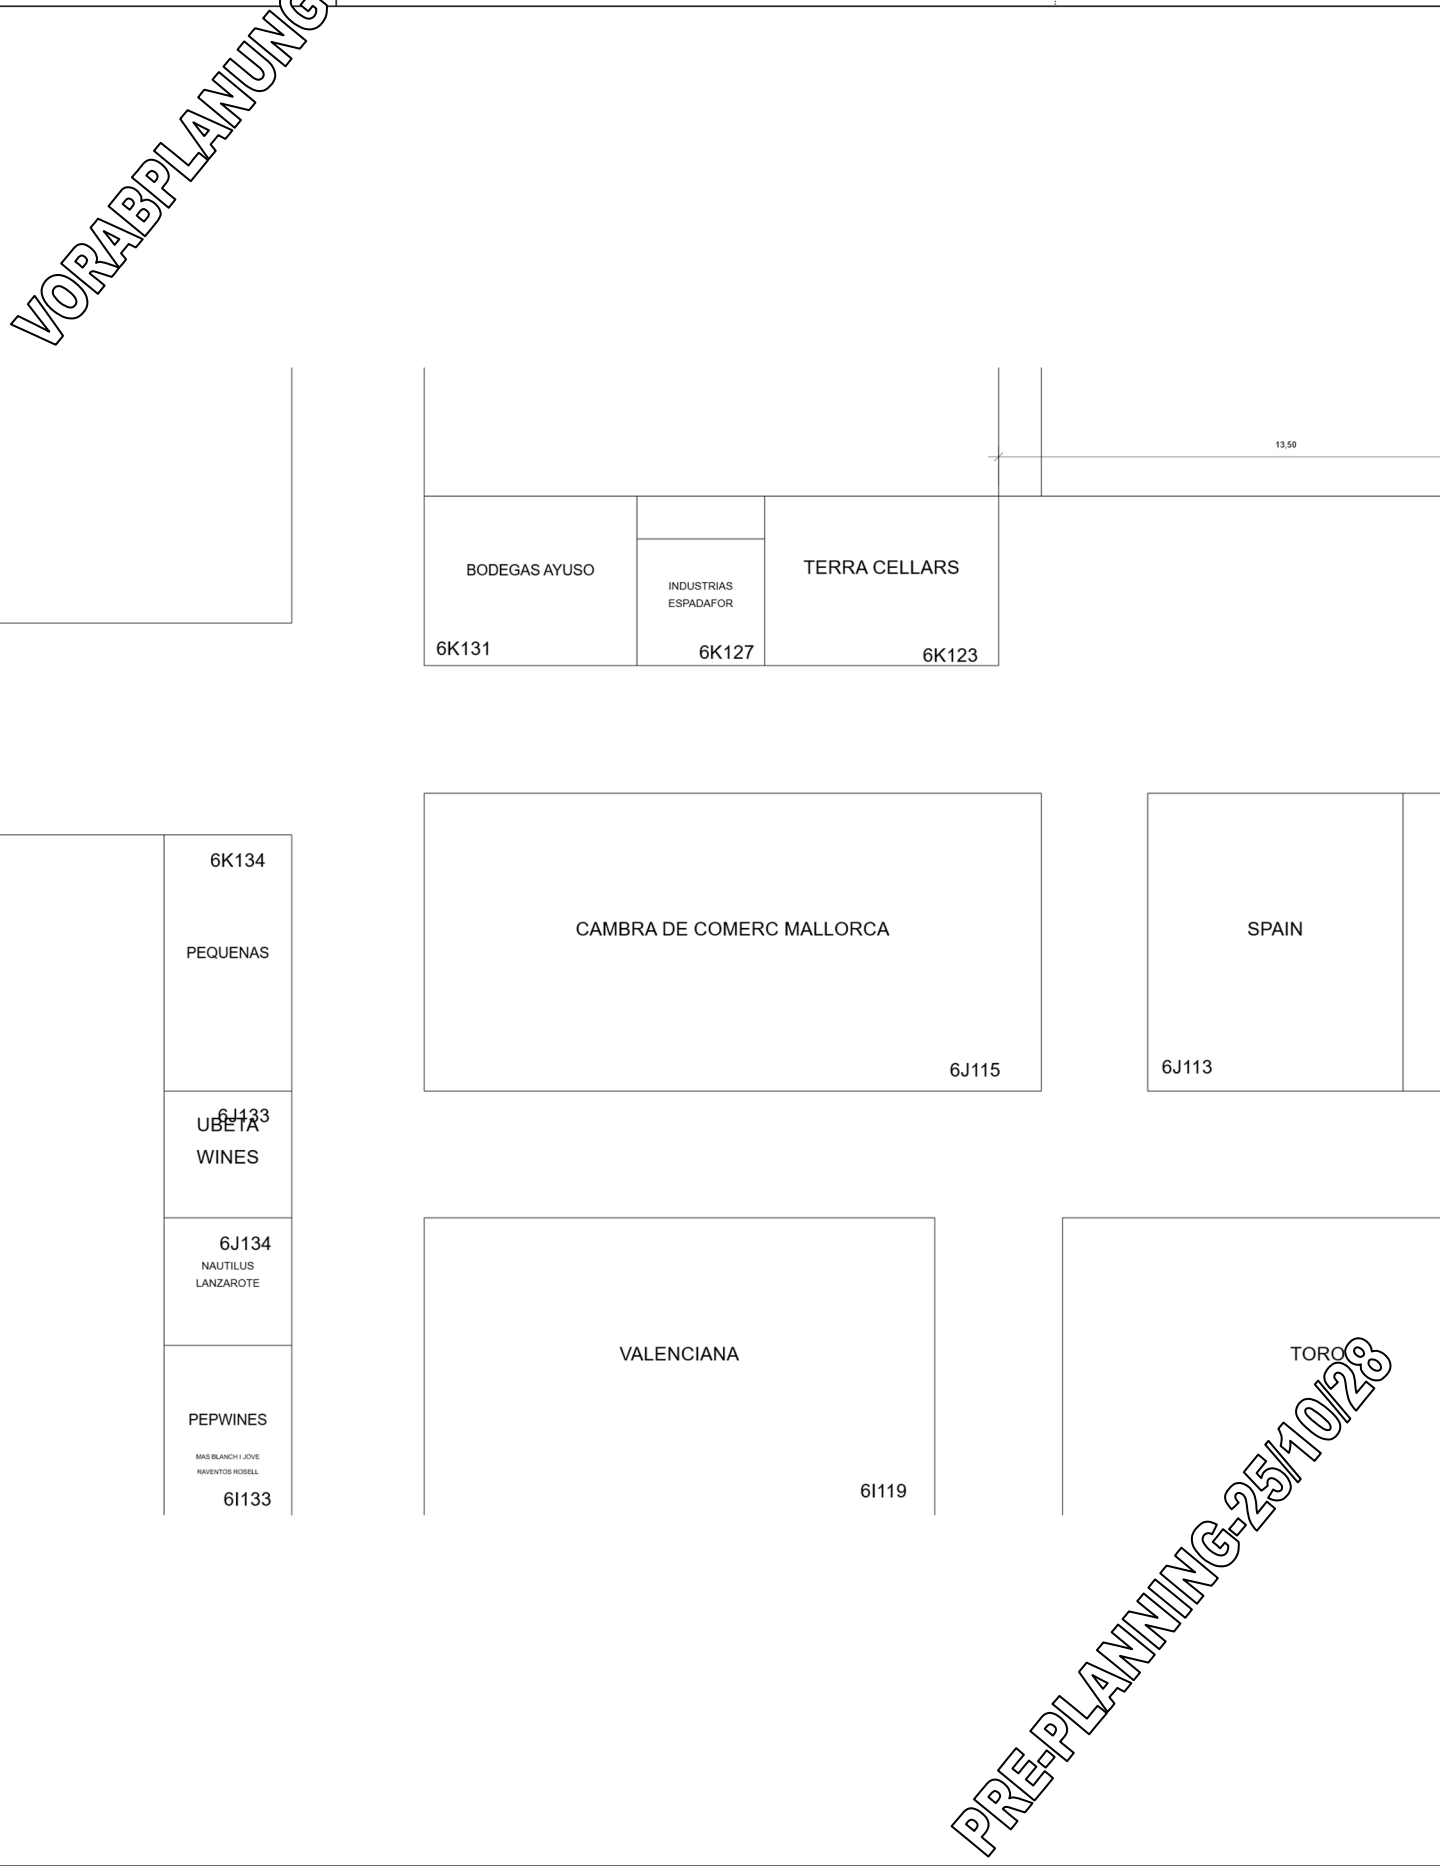 VORABPLANUNG
13,50
BODEGAS AYUSO
6K131
INDUSTRIAS
ESPADAFOR
6K127
TERRA CELLARS
6K123
6K134
PEQUENAS
CAMBRA DE COMERC MALLORCA
6J115
SPAIN
6J113
6J133
UBETA
WINES
6J134
NAUTILUS
LANZAROTE
VALENCIANA
6I119
TORO
PEPWINES
MAS BLANCH I JOVE
RAVENTOS ROSELL
6I133
PRE-PLANNING-25/10/28